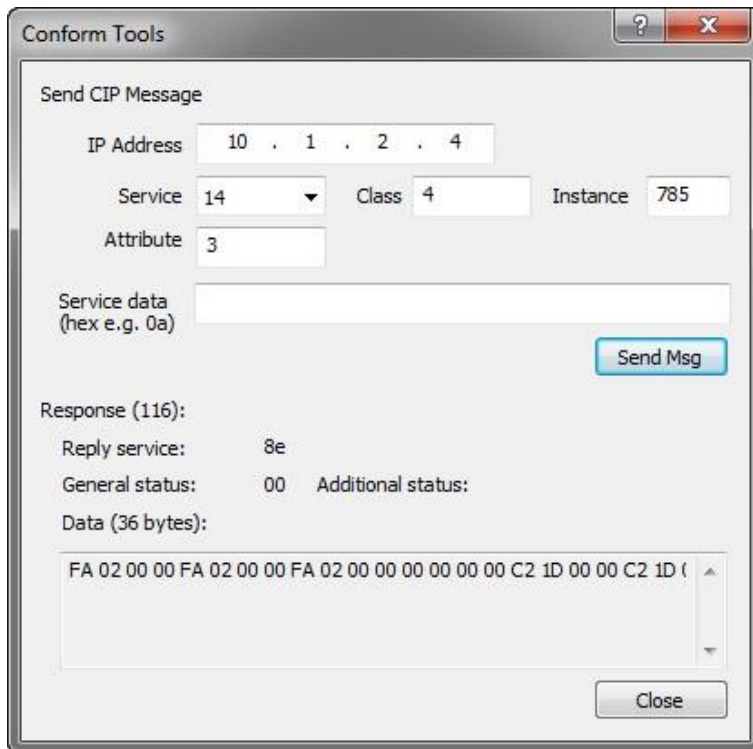 Conform Tools
Send CIP Message
IP Address 10 . 1 . 2 . 4
Service 14 Class 4 Instance 785
Attribute 3
Service data
(hex e.g. 0a)
Send Msg
Response (116):
Reply service: 8e
General status: 00 Additional status:
Data (36 bytes):
FA 02 00 00 FA 02 00 00 FA 02 00 00 00 00 00 00 C2 1D 00 00 C2 1D
Close